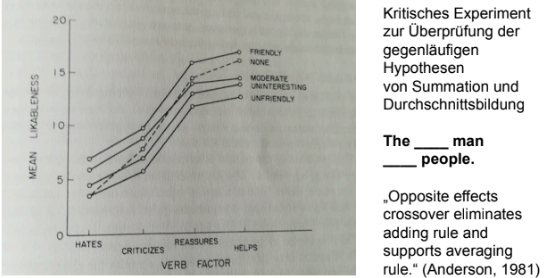 20
15
10
5
0
MEAN LIKABLENESS
FRIENDLY
NONE
MODERATE
UNINTERESTING
UNFRIENDLY
HATES
CRITICIZES
REASSURES
HELPS
VERB FACTOR
Kritisches Experiment
zur Überprüfung der
gegenläufigen
Hypothesen
von Summation und
Durchschnittsbildung
The ____ man
____ people.
„Opposite effects
crossover eliminates
adding rule and
supports averaging
rule.“ (Anderson, 1981)